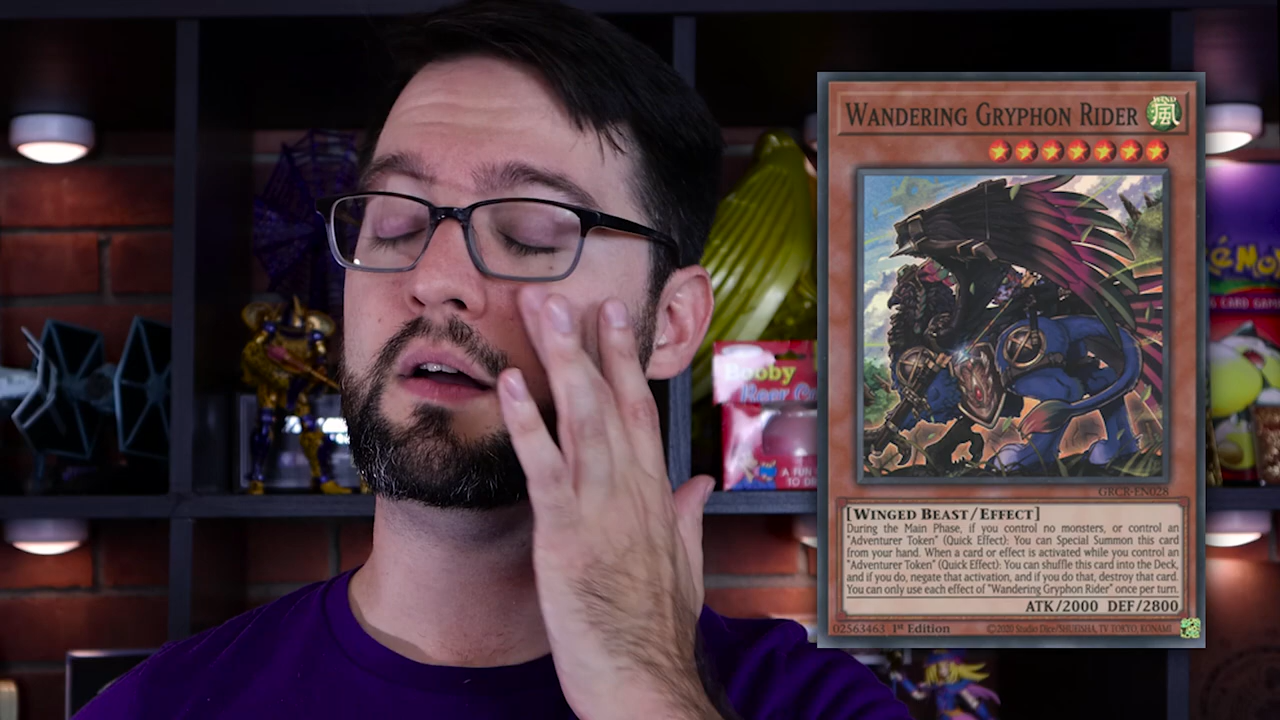 WANDERING GRYPHON RIDER
WIND
風
GRCR-EN028
[WINGED BEAST/EFFECT]
During the Main Phase, if you control no monsters, or control an
"Adventurer Token" (Quick Effect): You can Special Summon this card
from your hand. When a card or effect is activated while you control an
"Adventurer Token" (Quick Effect): You can shuffle this card into the Deck,
and if you do, negate that activation, and if you do that, destroy that card.
You can only use each effect of "Wandering Gryphon Rider" once per turn.
ATK/2000 DEF/2800
02563463 1st Edition ©2020 Studio Dice/SHUEISHA, TV TOKYO, KONAMI
Booby
Beer
A FUN
TO DR